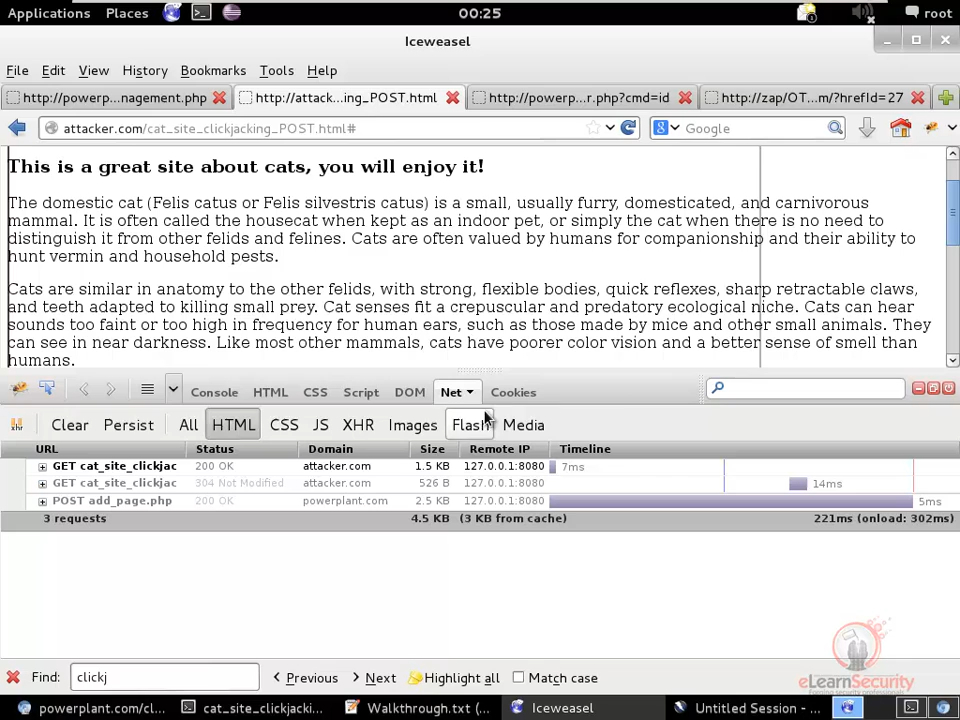 Applications Places 00:25 root
Iceweasel
File Edit View History Bookmarks Tools Help
http://powerp...nagement.php http://attack...ing_POST.html http://powerp...r.php?cmd=id http://zap/OT...m/?hrefId=27
attacker.com/cat_site_clickjacking_POST.html# Google
This is a great site about cats, you will enjoy it!
The domestic cat (Felis catus or Felis silvestris catus) is a small, usually furry, domesticated, and carnivorous
mammal. It is often called the housecat when kept as an indoor pet, or simply the cat when there is no need to
distinguish it from other felids and felines. Cats are often valued by humans for companionship and their ability to
hunt vermin and household pests.
Cats are similar in anatomy to the other felids, with strong, flexible bodies, quick reflexes, sharp retractable claws,
and teeth adapted to killing small prey. Cat senses fit a crepuscular and predatory ecological niche. Cats can hear
sounds too faint or too high in frequency for human ears, such as those made by mice and other small animals. They
can see in near darkness. Like most other mammals, cats have poorer color vision and a better sense of smell than
humans.
Console HTML CSS Script DOM Net Cookies
Clear Persist All HTML CSS JS XHR Images Flash Media
URL Status Domain Size Remote IP Timeline
GET cat_site_clickjac 200 OK attacker.com 1.5 KB 127.0.0.1:8080 7ms
GET cat_site_clickjac 304 Not Modified attacker.com 526 B 127.0.0.1:8080 14ms
POST add_page.php 200 OK powerplant.com 2.5 KB 127.0.0.1:8080 5ms
3 requests 4.5 KB (3 KB from cache) 221ms (onload: 302ms)
Find: clickj Previous Next Highlight all Match case
eLearnSecurity
Forging security professionals
powerplant.com/cl... cat_site_clickjacki... Walkthrough.txt (... Iceweasel Untitled Session - ...